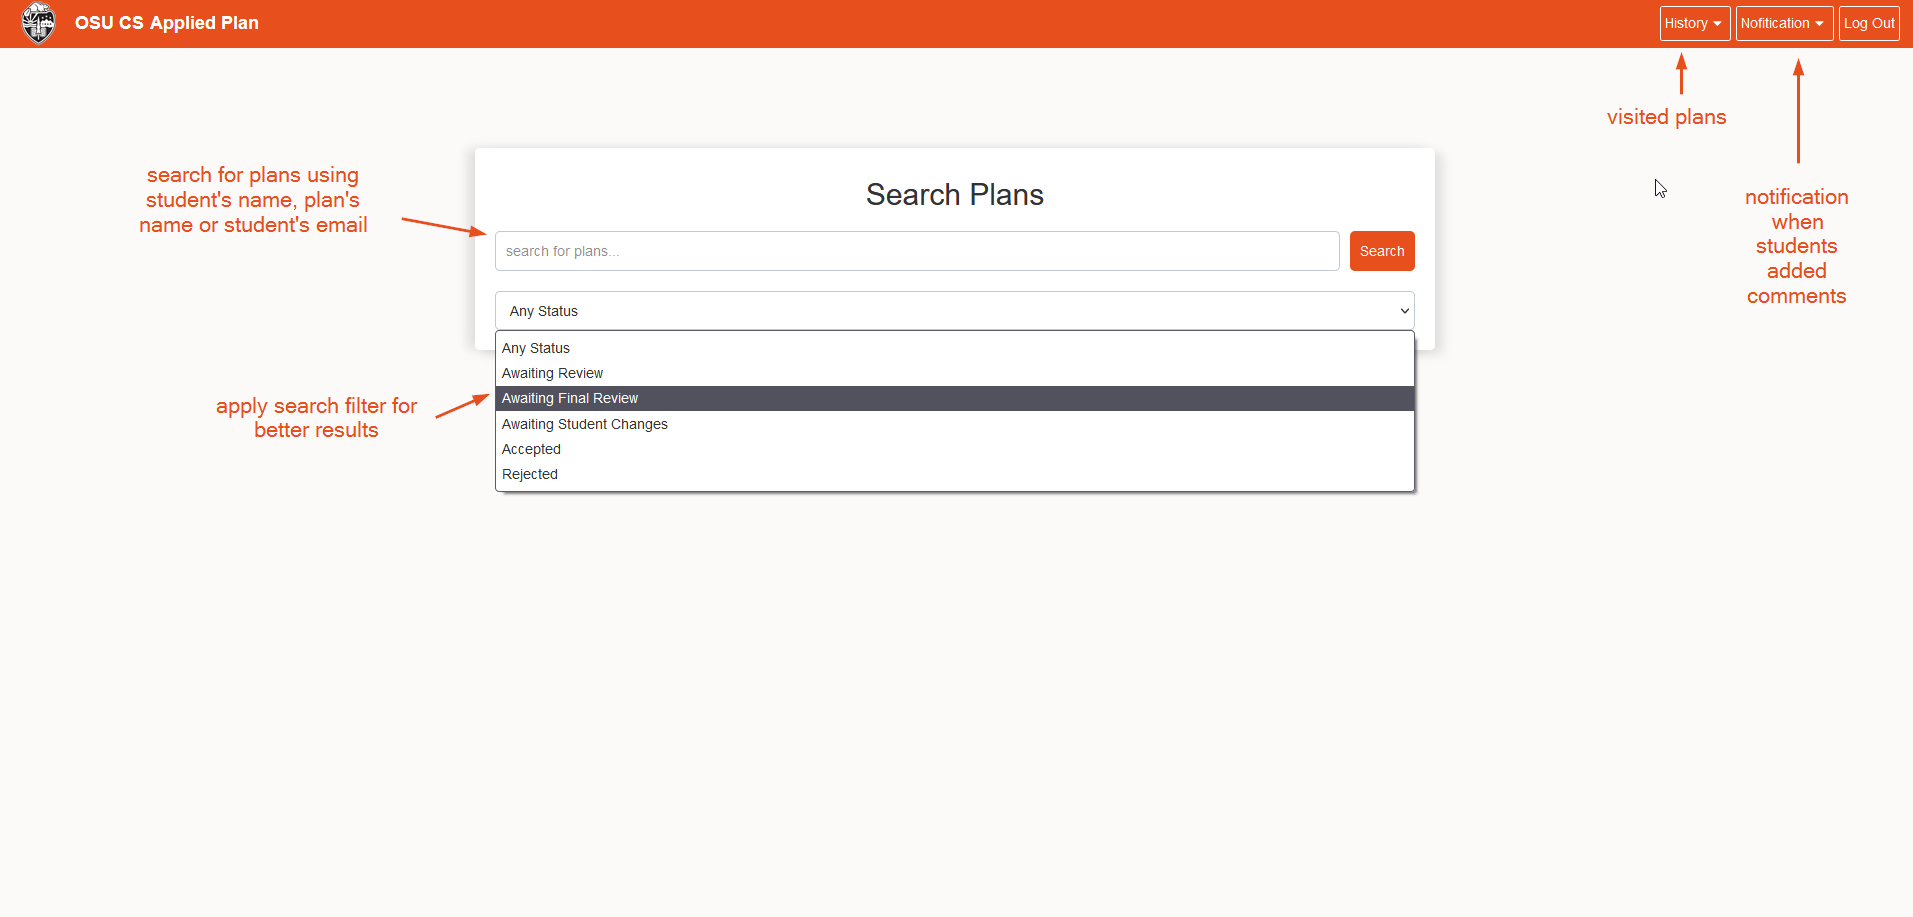 OSU CS Applied Plan
History
Nofitication
Log Out
visited plans
search for plans using
student's name, plan's
name or student's email
notification
when
students
added
comments
Search Plans
search for plans...
Search
Any Status
Any Status
Awaiting Review
Awaiting Final Review
Awaiting Student Changes
Accepted
Rejected
apply search filter for
better results